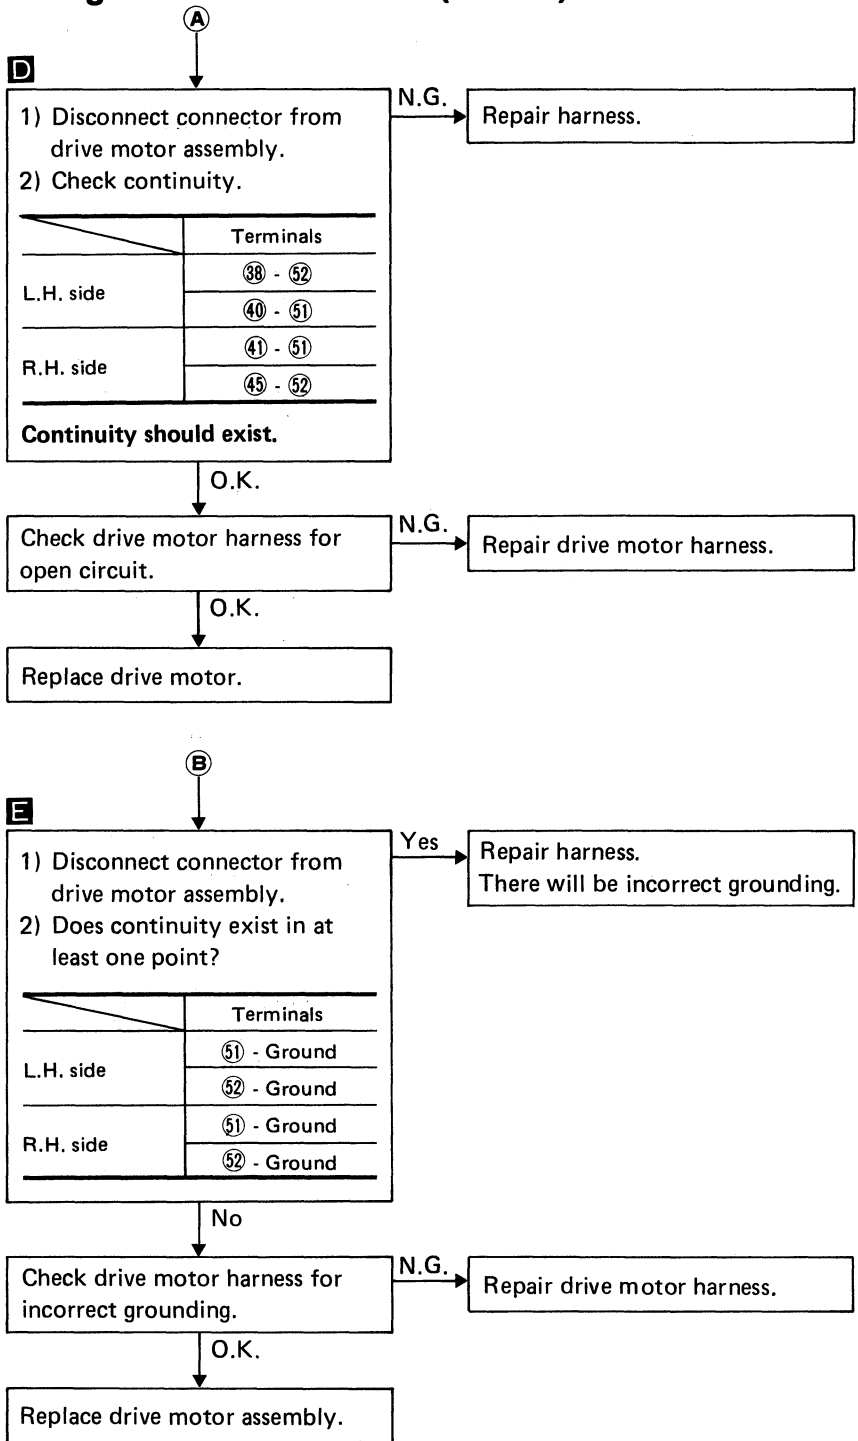 A
D
1) Disconnect connector from
drive motor assembly.
2) Check continuity.
N.G.
Repair harness.
Terminals
L.H. side
38 - 52
40 - 51
R.H. side
41 - 51
45 - 52
Continuity should exist.
O.K.
Check drive motor harness for
open circuit.
N.G.
Repair drive motor harness.
O.K.
Replace drive motor.
B
E
1) Disconnect connector from
drive motor assembly.
2) Does continuity exist in at
least one point?
Yes
Repair harness.
There will be incorrect grounding.
Terminals
L.H. side
51 - Ground
52 - Ground
R.H. side
51 - Ground
52 - Ground
No
Check drive motor harness for
incorrect grounding.
N.G.
Repair drive motor harness.
O.K.
Replace drive motor assembly.